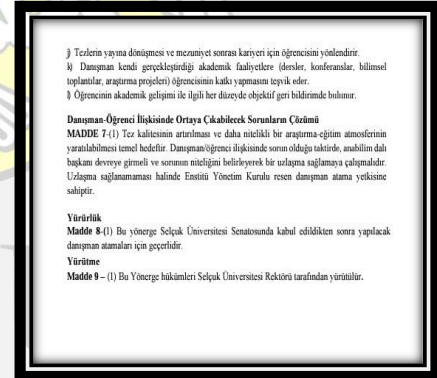 j) Tezlerin yayına dönüşmesi ve mezuniyet sonrası kariyeri için öğrencisini yönlendirir.
k) Danışman kendi gerçekleştirdiği akademik faaliyetlere (dersler, konferanslar, bilimsel
toplantılar, araştırma projeleri) öğrencisinin katkı yapmasını teşvik eder.
l) Öğrencinin akademik gelişimi ile ilgili her düzeyde objektif geri bildirimde bulunur.
Danışman-Öğrenci İlişkisinde Ortaya Çıkabilecek Sorunların Çözümü
MADDE 7-(1) Tez kalitesinin artırılması ve daha nitelikli bir araştırma-eğitim atmosferinin
yaratılabilmesi temel hedeftir. Danışman/öğrenci ilişkisinde sorun olduğu taktirde, anabilim dalı
başkanı devreye girmeli ve sorunun niteliğini belirleyerek bir uzlaşma sağlamaya çalışmalıdır.
Uzlaşma sağlanamaması halinde Enstitü Yönetim Kurulu resen danışman atama yetkisine
sahiptir.
Yürürlük
Madde 8-(1) Bu yönerge Selçuk Üniversitesi Senatosunda kabul edildikten sonra yapılacak
danışman atamaları için geçerlidir.
Yürütme
Madde 9 – (1) Bu Yönerge hükümleri Selçuk Üniversitesi Rektörü tarafından yürütülür.